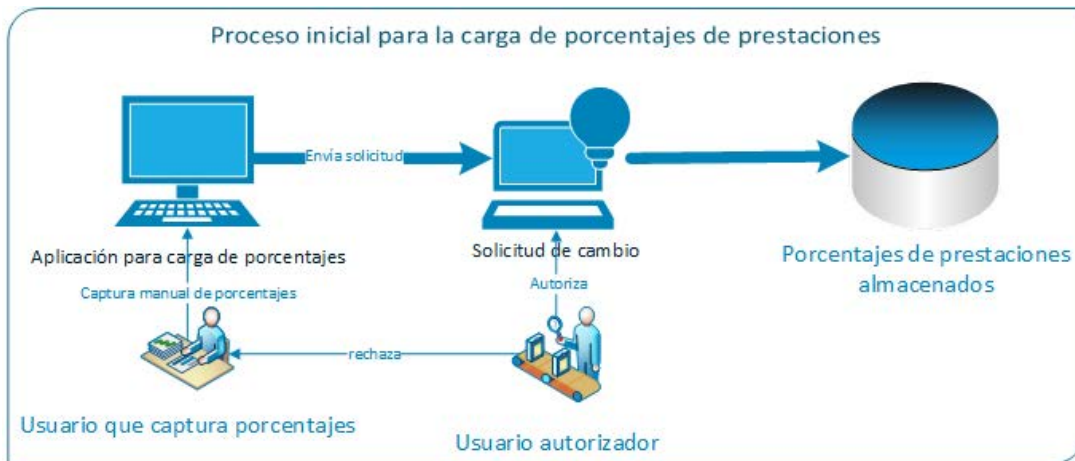 Proceso inicial para la carga de porcentajes de prestaciones
Envía solicitud
Aplicación para carga de porcentajes
Solicitud de cambio
Porcentajes de prestaciones
almacenados
Captura manual de porcentajes
Autoriza
rechaza
Usuario que captura porcentajes
Usuario autorizador